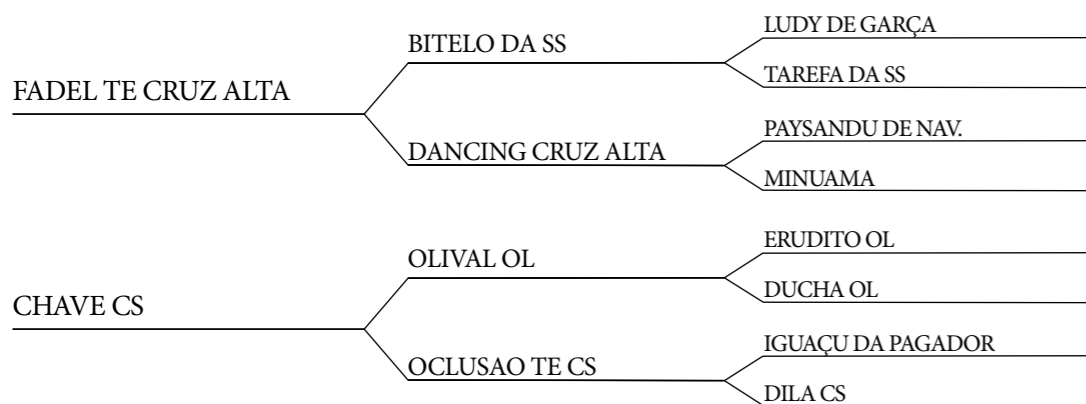 LUDY DE GARÇA
BITELO DA SS
TAREFA DA SS
FADEL TE CRUZ ALTA
PAYSANDU DE NAV.
DANCING CRUZ ALTA
MINUAMA
ERUDITO OL
OLIVAL OL
DUCHA OL
CHAVE CS
IGUAÇU DA PAGADOR
OCLUSAO TE CS
DILA CS